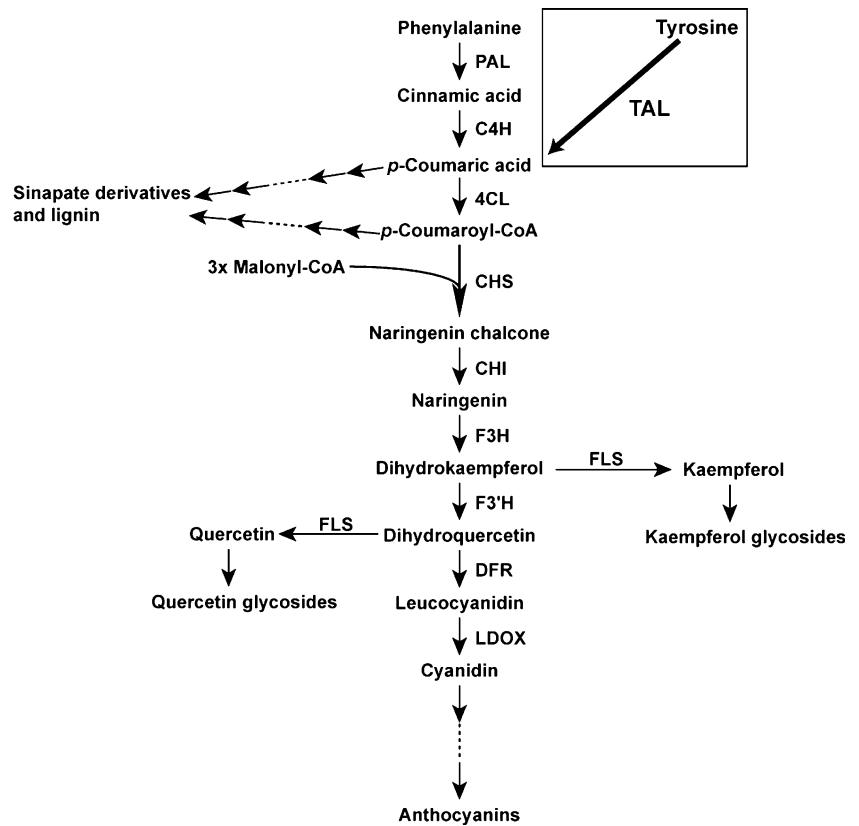 Phenylalanine
Tyrosine
PAL
Cinnamic acid
TAL
C4H
p-Coumaric acid
Sinapate derivatives
and lignin
4CL
p-Coumaroyl-CoA
3x Malonyl-CoA
CHS
Naringenin chalcone
CHI
Naringenin
F3H
Dihydrokaempferol
FLS
Kaempferol
F3'H
Kaempferol glycosides
Quercetin
FLS
Dihydroquercetin
DFR
Quercetin glycosides
Leucocyanidin
LDOX
Cyanidin
Anthocyanins